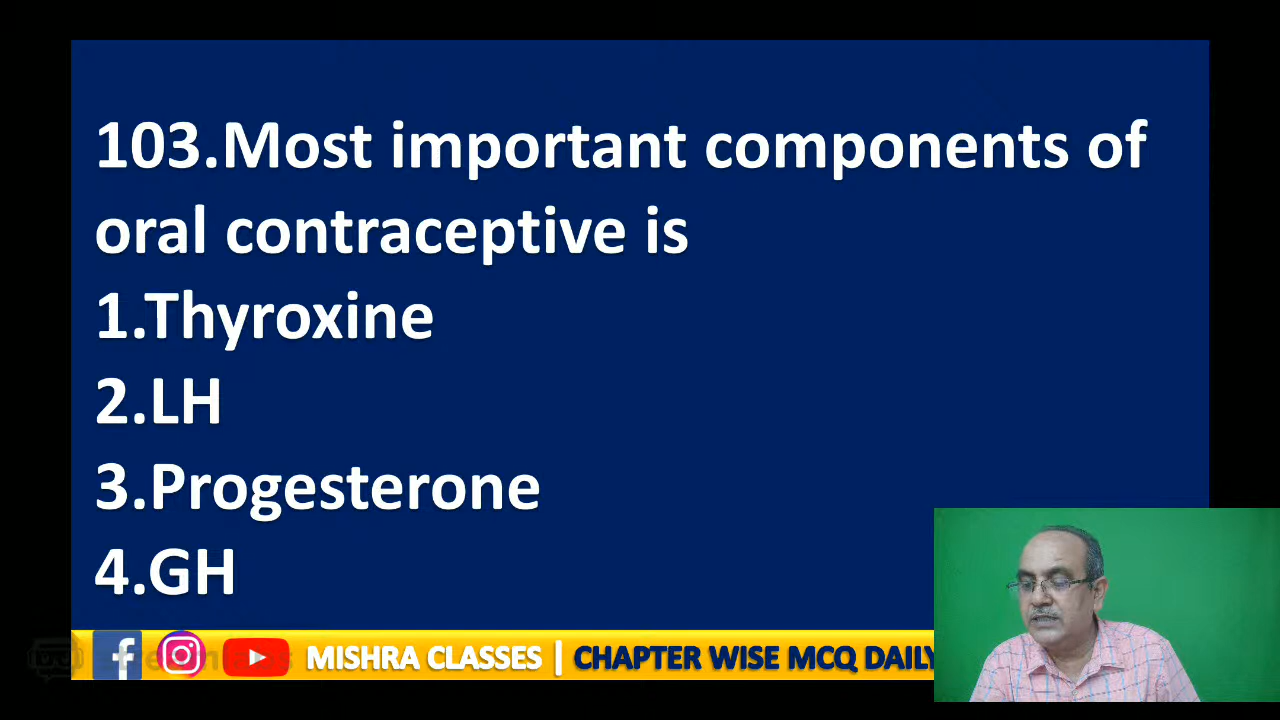 103.Most important components of
oral contraceptive is
1.Thyroxine
2.LH
3.Progesterone
4.GH
MISHRA CLASSES | CHAPTER WISE MCQ DAILY